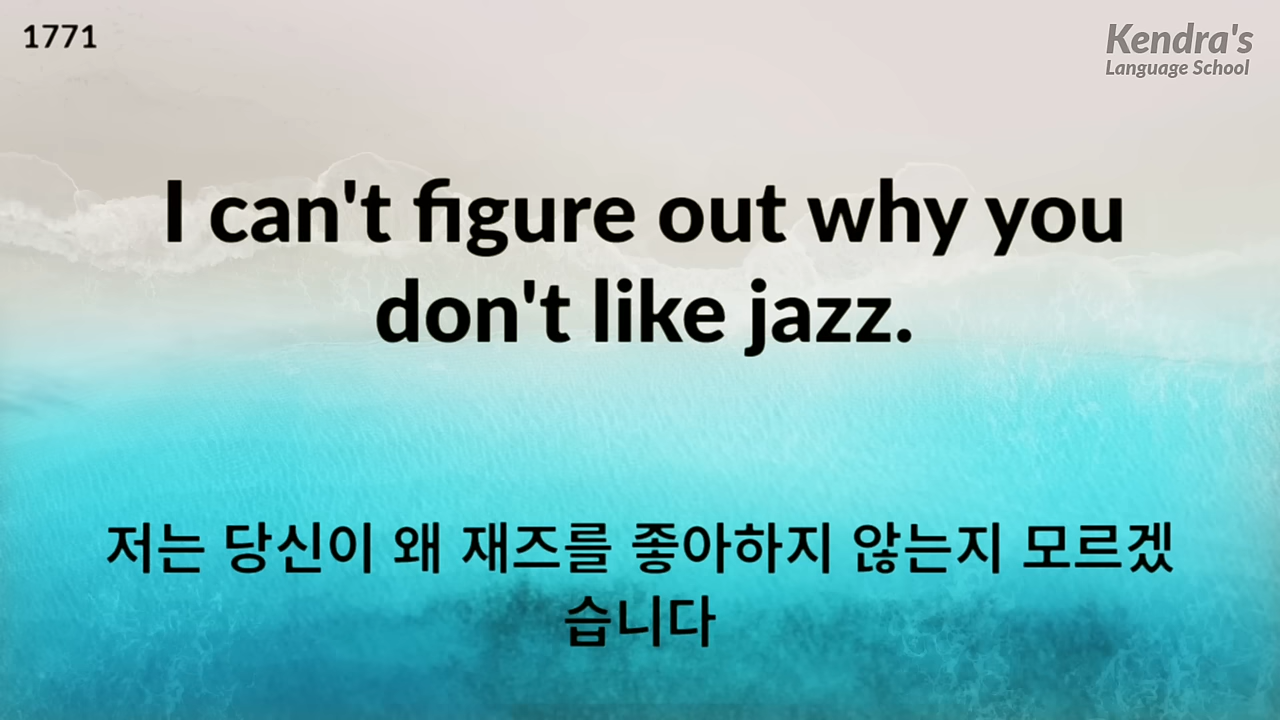 1771
Kendra's
Language School
I can't figure out why you
don't like jazz.
저는 당신이 왜 재즈를 좋아하지 않는지 모르겠
습니다